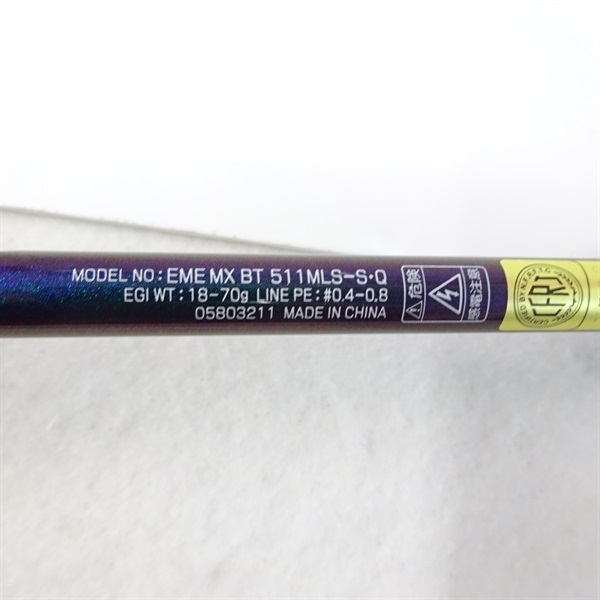 MODEL NO : EME MX BT 511MLS-S・Q
EGI WT : 18-70g LINE PE : #0.4-0.8
05803211 MADE IN CHINA
危険
感電注意